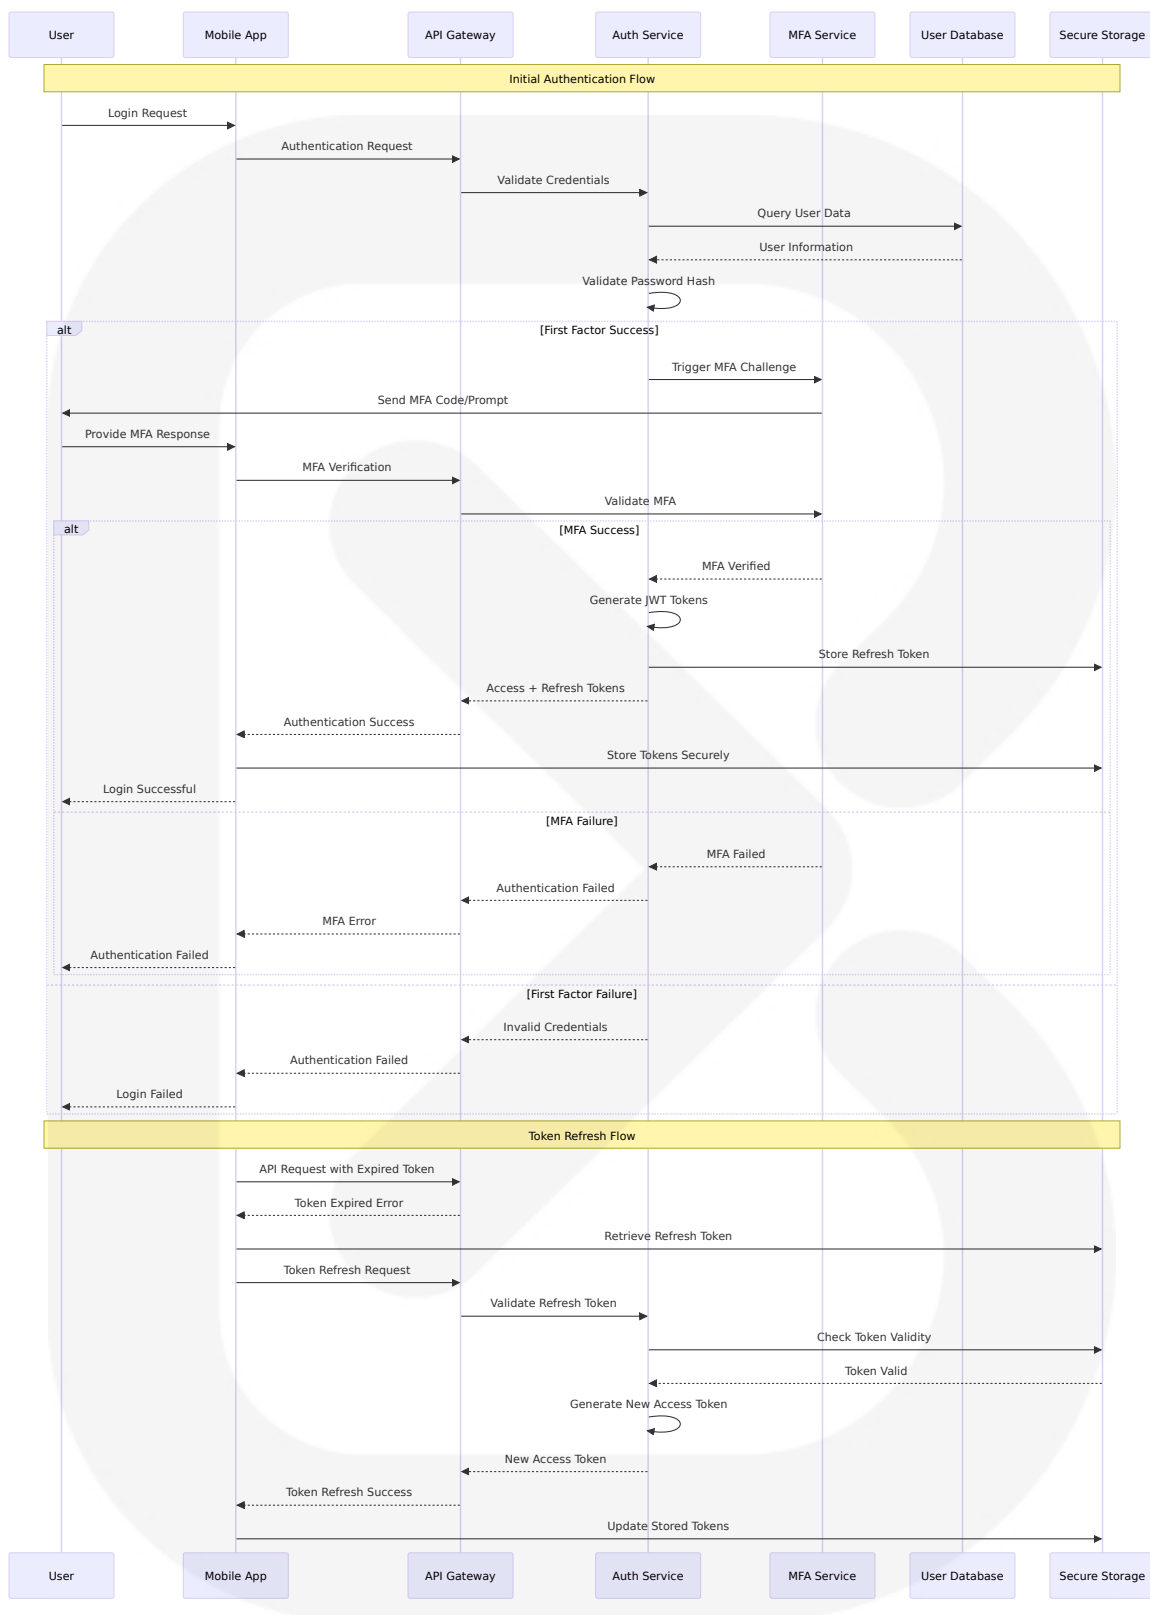 User
Mobile App
API Gateway
Auth Service
MFA Service
User Database
Secure Storage
Initial Authentication Flow
Login Request
Authentication Request
Validate Credentials
Query User Data
User Information
Validate Password Hash
alt
[First Factor Success]
Trigger MFA Challenge
Send MFA Code/Prompt
Provide MFA Response
MFA Verification
Validate MFA
alt
[MFA Success]
MFA Verified
Generate JWT Tokens
Store Refresh Token
Access + Refresh Tokens
Authentication Success
Store Tokens Securely
Login Successful
[MFA Failure]
MFA Failed
Authentication Failed
MFA Error
Authentication Failed
[First Factor Failure]
Invalid Credentials
Authentication Failed
Login Failed
Token Refresh Flow
API Request with Expired Token
Token Expired Error
Retrieve Refresh Token
Token Refresh Request
Validate Refresh Token
Check Token Validity
Token Valid
Generate New Access Token
New Access Token
Token Refresh Success
Update Stored Tokens
User
Mobile App
API Gateway
Auth Service
MFA Service
User Database
Secure Storage